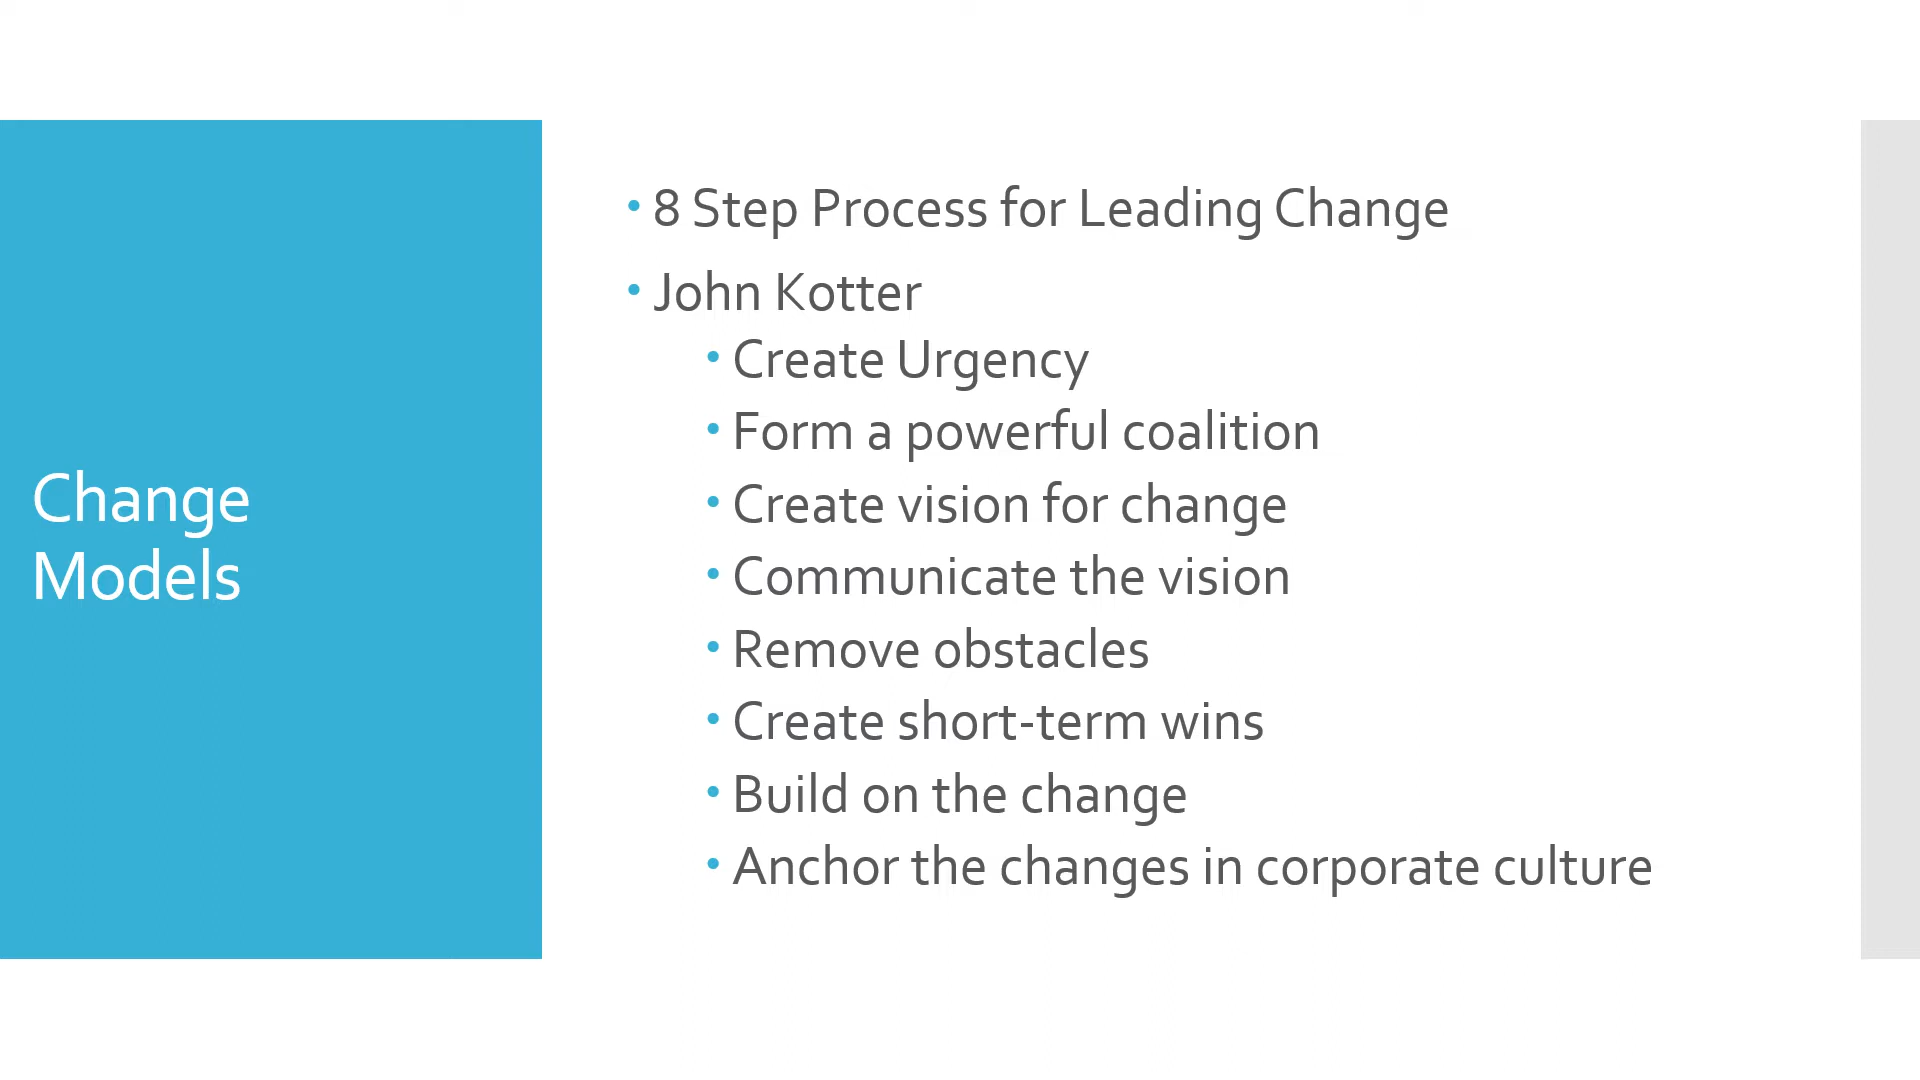 Change
Models
• 8 Step Process for Leading Change
• John Kotter
• Create Urgency
• Form a powerful coalition
• Create vision for change
• Communicate the vision
• Remove obstacles
• Create short-term wins
• Build on the change
• Anchor the changes in corporate culture